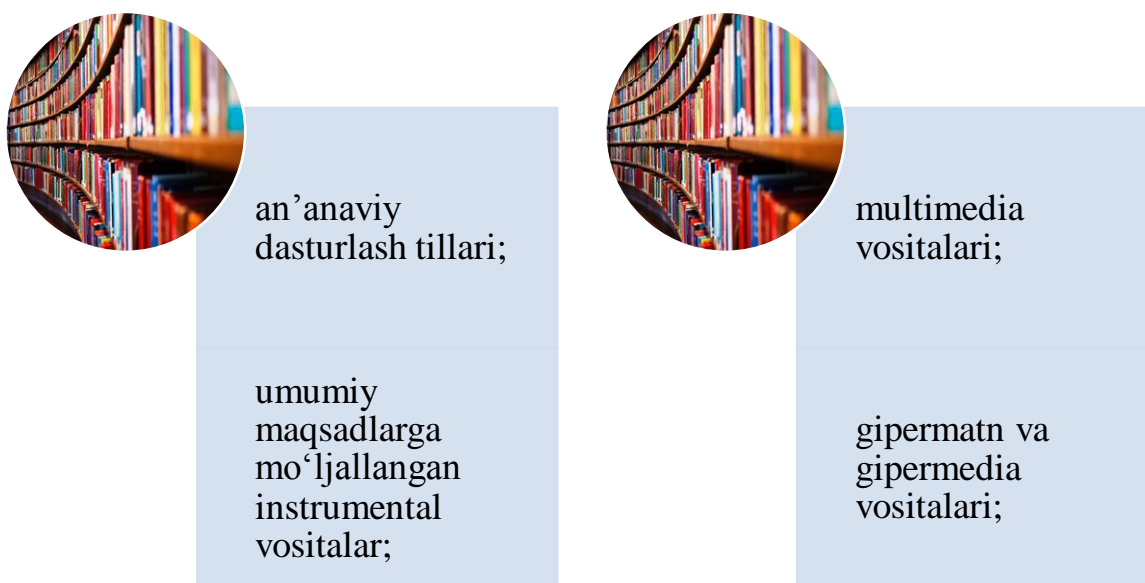 an’anaviy
dasturlash tillari;
umumiy
maqsadlarga
mo‘ljallangan
instrumental
vositalar;
multimedia
vositalari;
gipermatn va
gipermedia
vositalari;